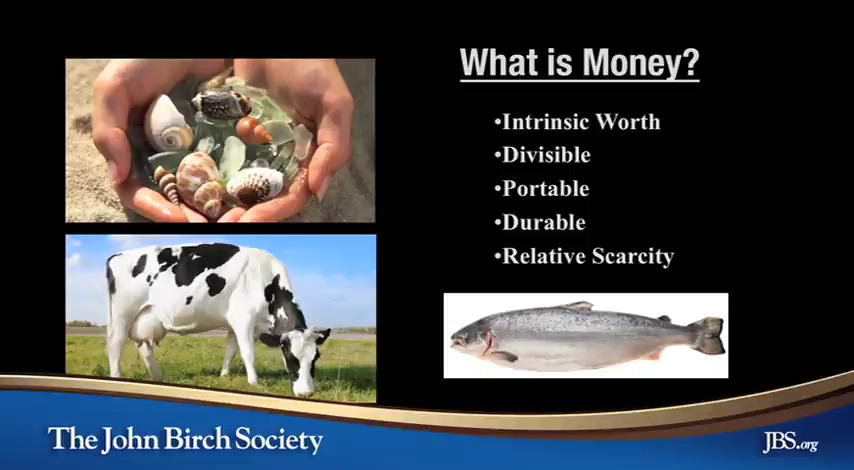 What is Money?
•Intrinsic Worth
•Divisible
•Portable
•Durable
•Relative Scarcity
The John Birch Society
JBS.org